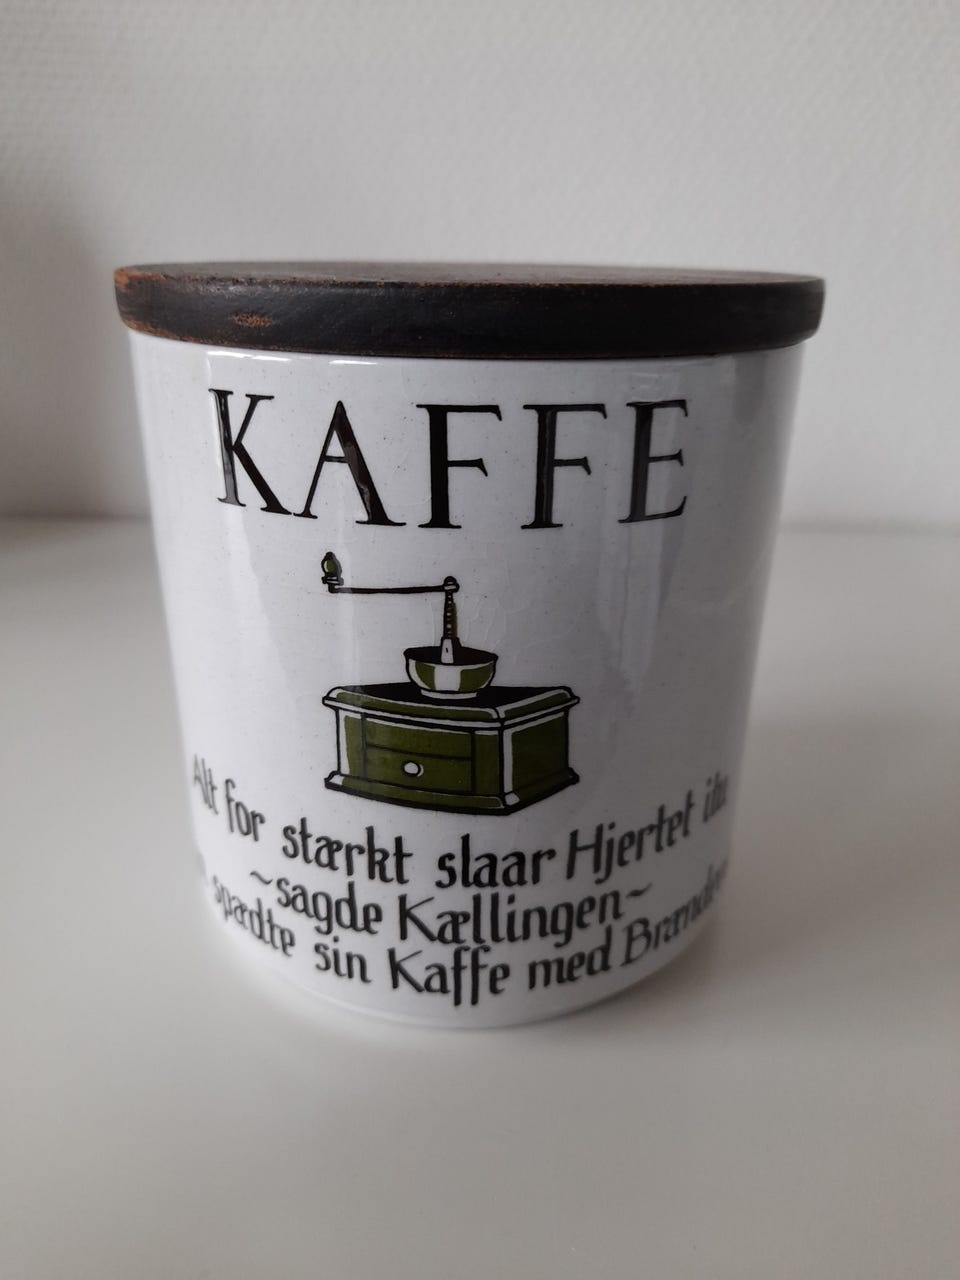 KAFFE
Alt for stærkt slaar Hjertet itu
~sagde Kællingen~
spædte sin Kaffe med